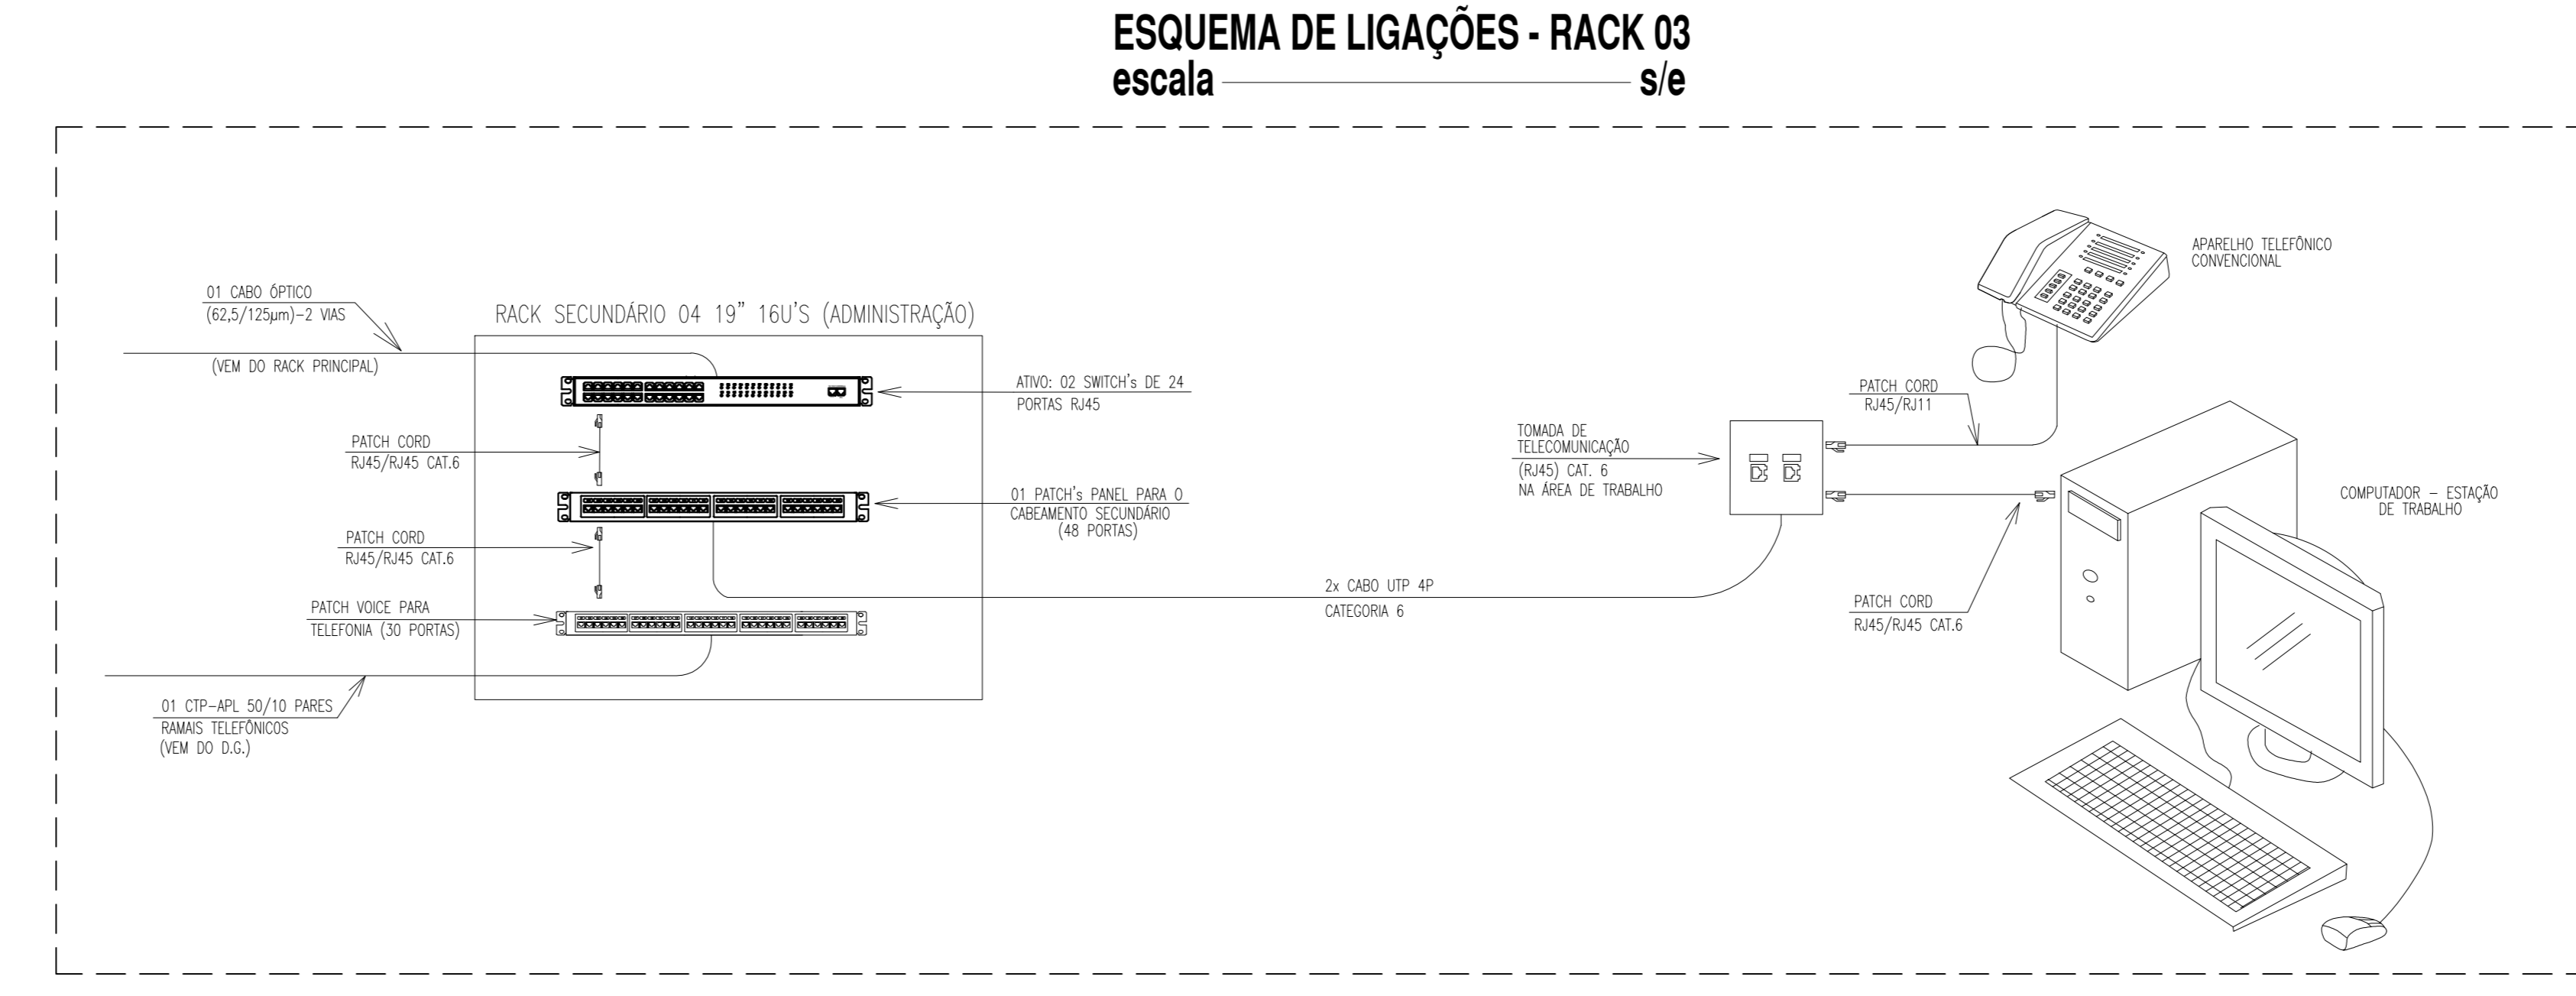 ESQUEMA DE LIGAÇÕES - RACK 03
escala s/e
01 CABO ÓPTICO
(62,5/125µm)-2 VIAS
(VEM DO RACK PRINCIPAL)
RACK SECUNDÁRIO 04 19" 16U'S (ADMINISTRAÇÃO)
ATIVO: 02 SWITCH's DE 24
PORTAS RJ45
PATCH CORD
RJ45/RJ45 CAT.6
01 PATCH's PANEL PARA O
CABEAMENTO SECUNDÁRIO
(48 PORTAS)
PATCH CORD
RJ45/RJ45 CAT.6
PATCH VOICE PARA
TELEFONIA (30 PORTAS)
01 CTP-APL 50/10 PARES
RAMAIS TELEFÔNICOS
(VEM DO D.G.)
2x CABO UTP 4P
CATEGORIA 6
TOMADA DE
TELECOMUNICAÇÃO
(RJ45) CAT. 6
NA ÁREA DE TRABALHO
PATCH CORD
RJ45/RJ11
APARELHO TELEFÔNICO
CONVENCIONAL
COMPUTADOR - ESTAÇÃO
DE TRABALHO
PATCH CORD
RJ45/RJ45 CAT.6